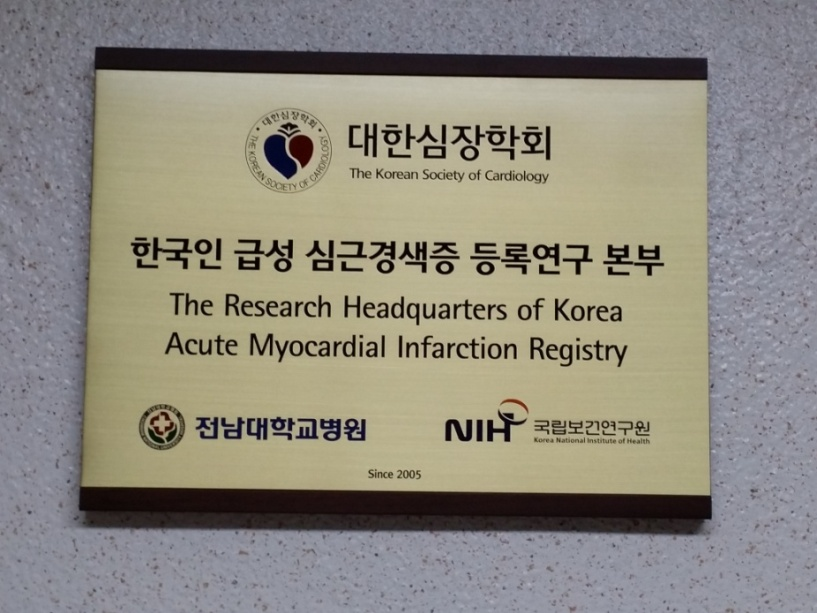 대한심장학회
THE KOREAN SOCIETY OF CARDIOLOGY
대한심장학회
The Korean Society of Cardiology
한국인 급성 심근경색증 등록연구 본부
The Research Headquarters of Korea
Acute Myocardial Infarction Registry
전남대학교병원
NIH 국립보건연구원
Korea National Institute of Health
Since 2005